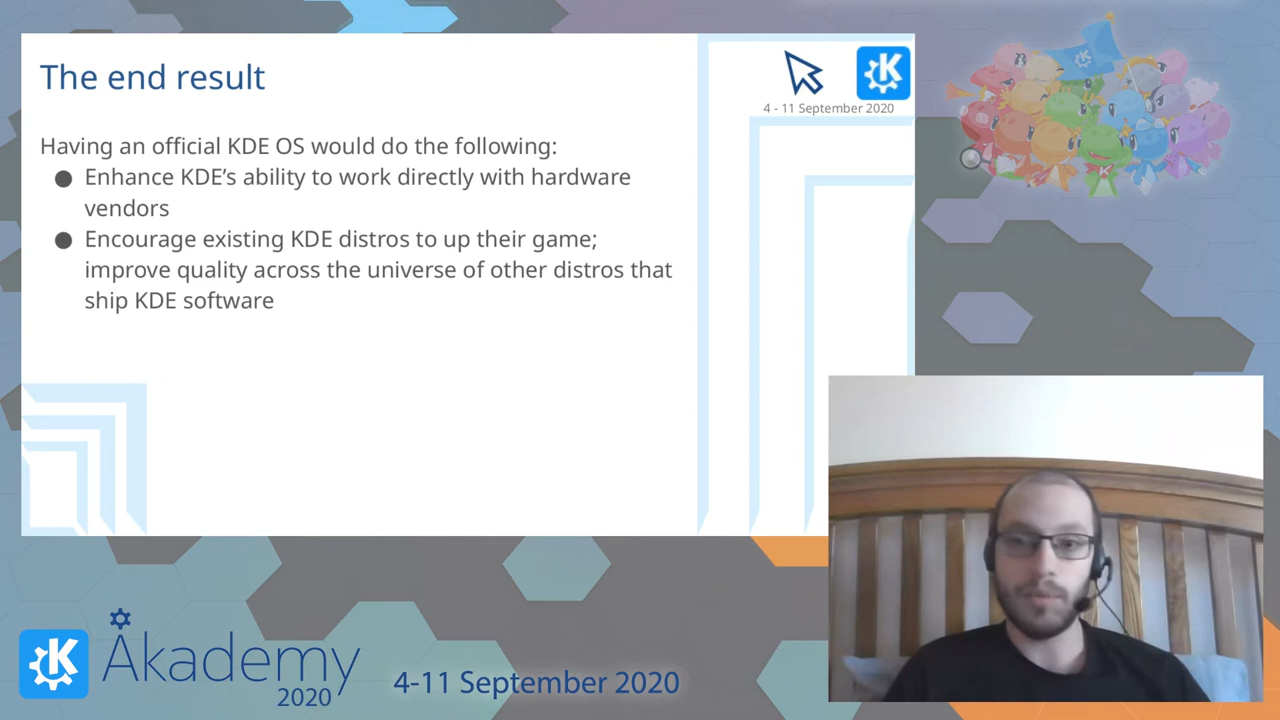 The end result
4 - 11 September 2020
Having an official KDE OS would do the following:
● Enhance KDE’s ability to work directly with hardware
vendors
● Encourage existing KDE distros to up their game;
improve quality across the universe of other distros that
ship KDE software
Akademy
2020
4-11 September 2020